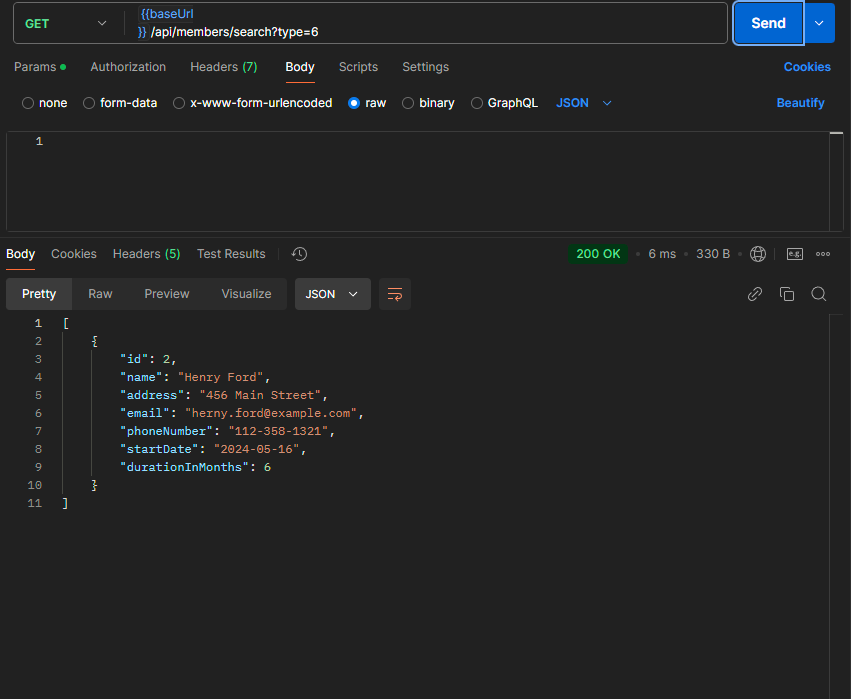 GET
{{baseUrl
}} /api/members/search?type=6
Send
Params
Authorization
Headers (7)
Body
Scripts
Settings
Cookies
none
form-data
x-www-form-urlencoded
raw
binary
GraphQL
JSON
Beautify
1
Body
Cookies
Headers (5)
Test Results
200 OK
6 ms
330 B
e.g.
Pretty
Raw
Preview
Visualize
JSON
1 [
2 {
3 "id": 2,
4 "name": "Henry Ford",
5 "address": "456 Main Street",
6 "email": "herny.ford@example.com",
7 "phoneNumber": "112-358-1321",
8 "startDate": "2024-05-16",
9 "durationInMonths": 6
10 }
11 ]